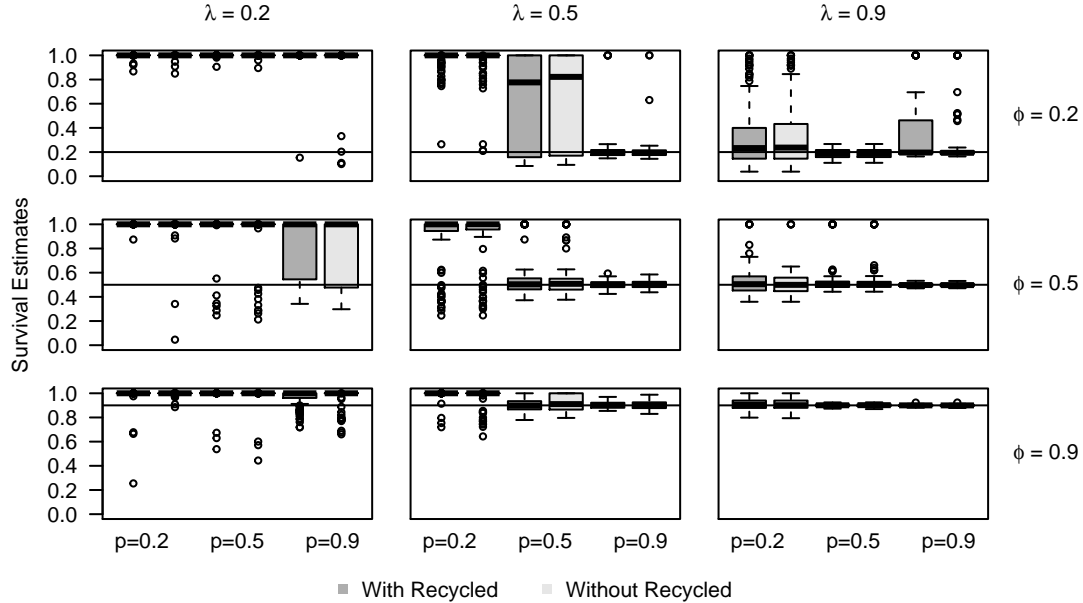 λ = 0.2
λ = 0.5
λ = 0.9
1.0
0.8
0.6
0.4
0.2
0.0
φ = 0.2
Survival Estimates
1.0
0.8
0.6
0.4
0.2
0.0
φ = 0.5
1.0
0.8
0.6
0.4
0.2
0.0
φ = 0.9
p=0.2 p=0.5 p=0.9
p=0.2 p=0.5 p=0.9
p=0.2 p=0.5 p=0.9
With Recycled
Without Recycled